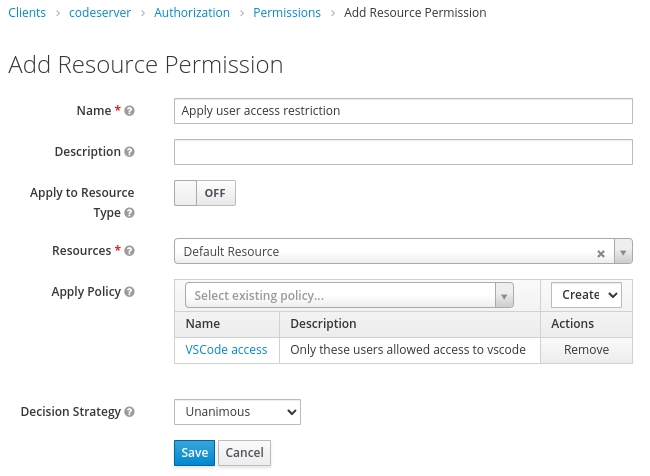 Clients > codeserver > Authorization > Permissions > Add Resource Permission
Add Resource Permission
Name * Apply user access restriction
Description
Apply to Resource
Type
OFF
Resources * Default Resource
Apply Policy Select existing policy... Create
Name Description Actions
VSCode access Only these users allowed access to vscode Remove
Decision Strategy Unanimous
Save Cancel